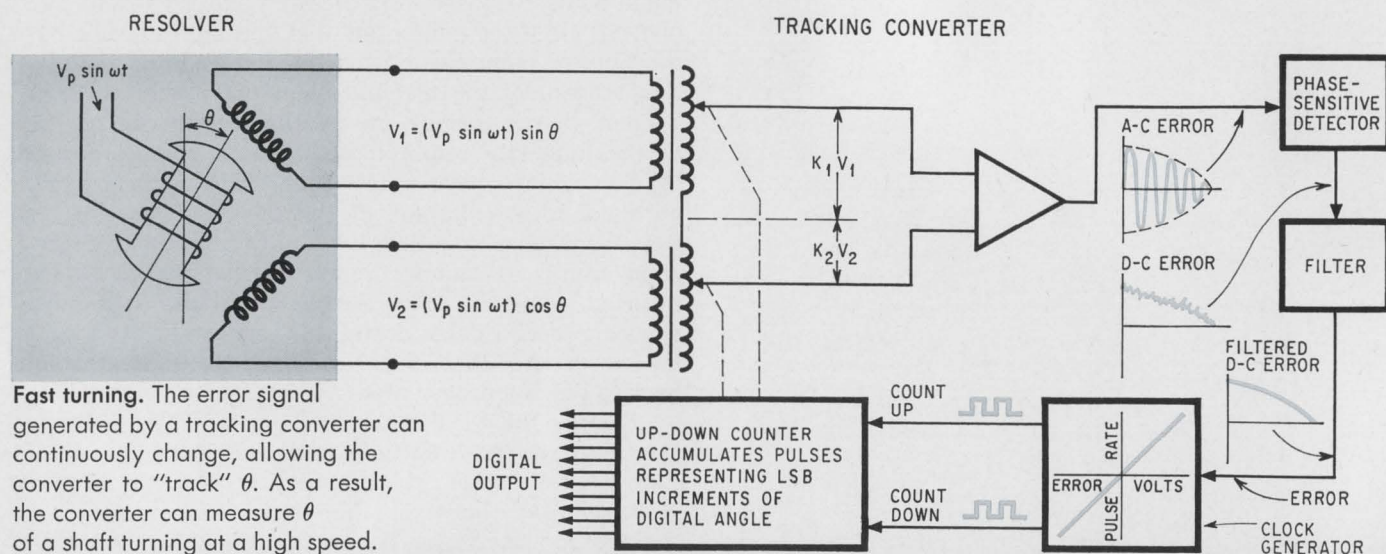 RESOLVER
TRACKING CONVERTER
V_p sin ωt
θ
V_1 = (V_p sin ωt) sin θ
V_2 = (V_p sin ωt) cos θ
K_1 V_1
K_2 V_2
A-C ERROR
PHASE-
SENSITIVE
DETECTOR
D-C ERROR
FILTER
FILTERED
D-C ERROR
Fast turning. The error signal
generated by a tracking converter can
continuously change, allowing the
converter to "track" θ. As a result,
the converter can measure θ
of a shaft turning at a high speed.
DIGITAL
OUTPUT
UP-DOWN COUNTER
ACCUMULATES PULSES
REPRESENTING LSB
INCREMENTS OF
DIGITAL ANGLE
COUNT
UP
COUNT
DOWN
PULSE RATE
ERROR VOLTS
ERROR
CLOCK
GENERATOR